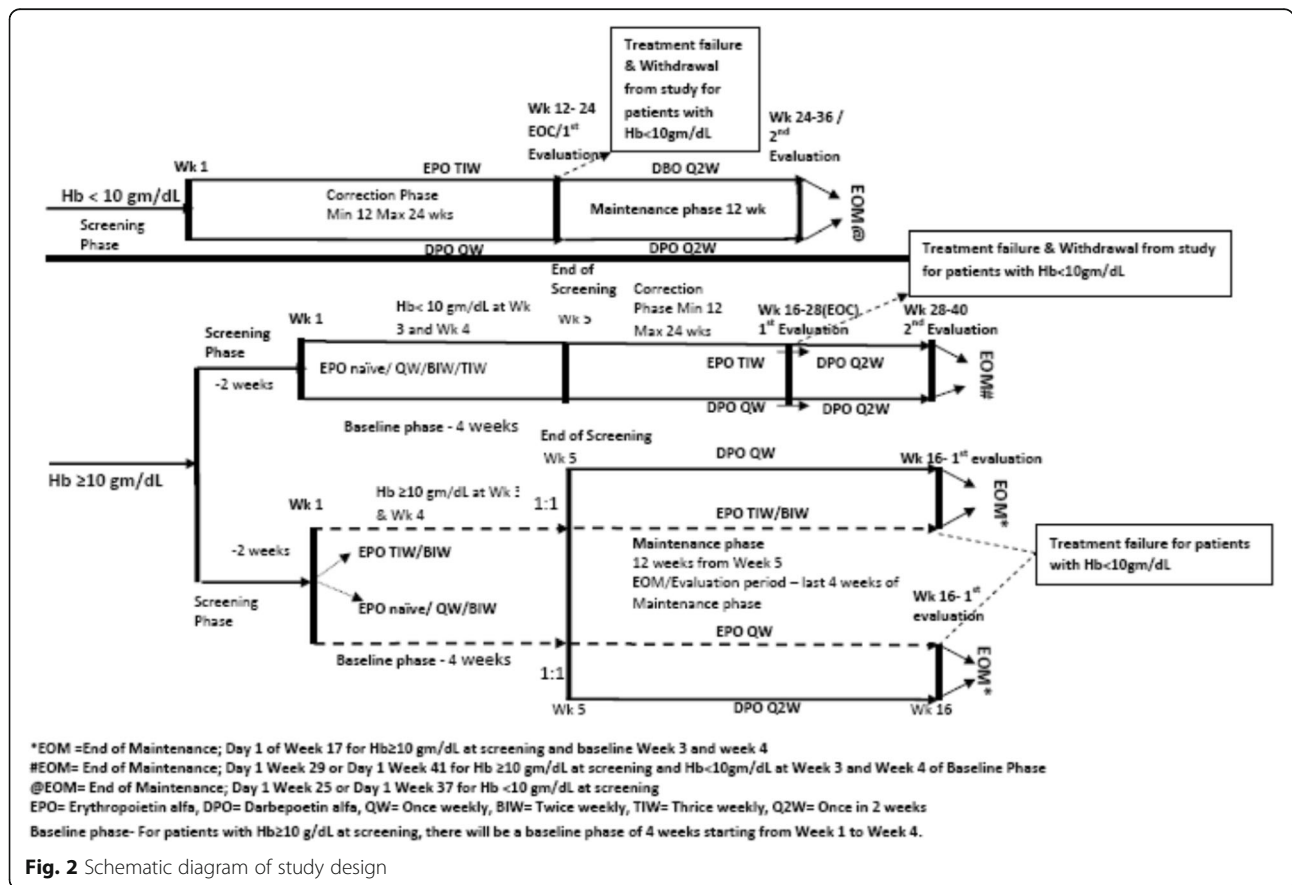 Treatment failure
& Withdrawal
from study for
patients with
Hb<10gm/dL
Wk 12- 24
EOC/1st
Evaluation
Wk 24-36 /
2nd
Evaluation
Wk 1
EPO TIW
DBO Q2W
Hb < 10 gm/dL
Screening
Phase
Correction Phase
Min 12 Max 24 wks
Maintenance phase 12 wk
EOM@
DPO QW
DPO Q2W
Treatment failure & Withdrawal from study
for patients with Hb<10gm/dL
Wk 1
Hb< 10 gm/dL at Wk
3 and Wk 4
End of
Screening
Wk 5
Correction
Phase Min 12
Max 24 wks
Wk 16-28(EOC)
1st Evaluation
Wk 28-40
2nd Evaluation
Screening
Phase
-2 weeks
EPO naïve/ QW/BIW/TIW
EPO TIW
DPO Q2W
EOM#
DPO QW
DPO Q2W
Baseline phase - 4 weeks
Hb ≥10 gm/dL
End of Screening
Wk 5
DPO QW
Wk 16- 1st evaluation
Wk 1
Hb ≥10 gm/dL at Wk 3
& Wk 4
1:1
EOM*
-2 weeks
EPO TIW/BIW
EPO TIW/BIW
Screening
Phase
EPO naïve/ QW/BIW
Maintenance phase
12 weeks from Week 5
EOM/Evaluation period – last 4 weeks of
Maintenance phase
Treatment failure for patients
with Hb<10gm/dL
Wk 16- 1st
evaluation
EPO QW
Baseline phase - 4 weeks
1:1
EOM*
Wk 5
DPO Q2W
Wk 16
*EOM =End of Maintenance; Day 1 of Week 17 for Hb≥10 gm/dL at screening and baseline Week 3 and week 4
#EOM= End of Maintenance; Day 1 Week 29 or Day 1 Week 41 for Hb ≥10 gm/dL at screening and Hb<10gm/dL at Week 3 and Week 4 of Baseline Phase
@EOM= End of Maintenance; Day 1 Week 25 or Day 1 Week 37 for Hb <10 gm/dL at screening
EPO= Erythropoietin alfa, DPO= Darbepoetin alfa, QW= Once weekly, BIW= Twice weekly, TIW= Thrice weekly, Q2W= Once in 2 weeks
Baseline phase- For patients with Hb≥10 g/dL at screening, there will be a baseline phase of 4 weeks starting from Week 1 to Week 4.
Fig. 2 Schematic diagram of study design